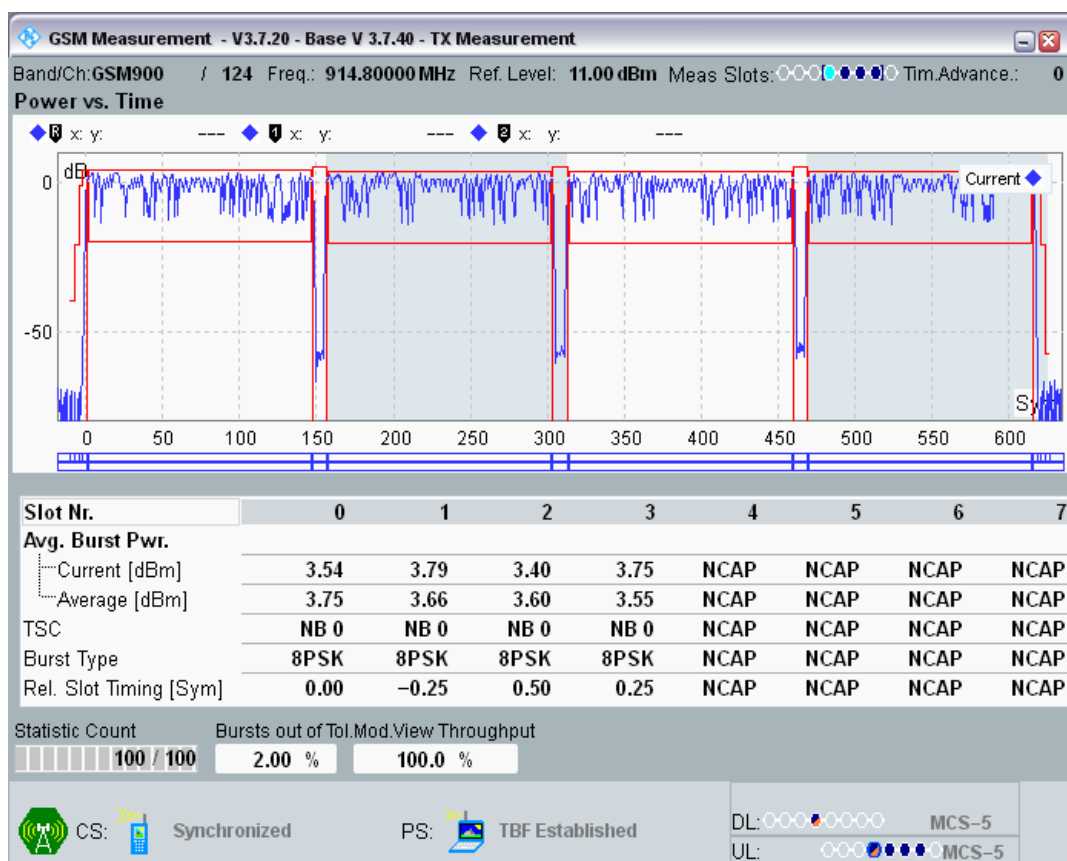 GSM Measurement - V3.7.20 - Base V 3.7.40 - TX Measurement
Band/Ch:GSM900 / 124 Freq.: 914.80000 MHz Ref. Level: 11.00 dBm Meas Slots: Tim.Advance.: 0
Power vs. Time
R x: y: --- 1 x: y: --- 2 x: y: ---
dB
Current
0
-50
Sy
0 50 100 150 200 250 300 350 400 450 500 550 600
Slot Nr. 0 1 2 3 4 5 6 7
Avg. Burst Pwr.
Current [dBm] 3.54 3.79 3.40 3.75 NCAP NCAP NCAP NCAP
Average [dBm] 3.75 3.66 3.60 3.55 NCAP NCAP NCAP NCAP
TSC NB 0 NB 0 NB 0 NB 0 NCAP NCAP NCAP NCAP
Burst Type 8PSK 8PSK 8PSK 8PSK NCAP NCAP NCAP NCAP
Rel. Slot Timing [Sym] 0.00 −0.25 0.50 0.25 NCAP NCAP NCAP NCAP
Statistic Count Bursts out of Tol. Mod.View Throughput
100 / 100 2.00 % 100.0 %
CS: Synchronized PS: TBF Established
DL: MCS−5
UL: MCS−5